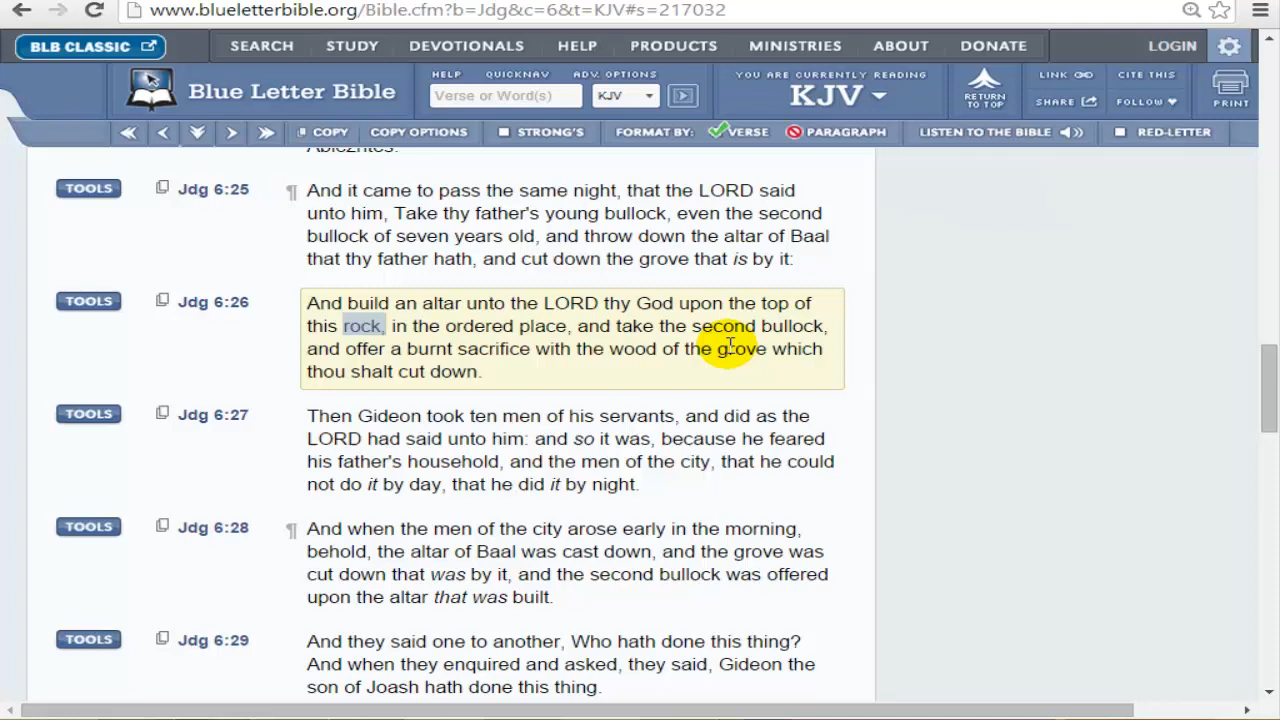 www.blueletterbible.org/Bible.cfm?b=Jdg&c=6&t=KJV#s=217032
BLB CLASSIC SEARCH STUDY DEVOTIONALS HELP PRODUCTS MINISTRIES ABOUT DONATE LOGIN
HELP QUICKNAV ADV. OPTIONS YOU ARE CURRENTLY READING LINK CITE THIS
Blue Letter Bible Verse or Word(s) KJV KJV RETURN TO TOP SHARE FOLLOW PRINT
COPY COPY OPTIONS STRONG'S FORMAT BY: VERSE PARAGRAPH LISTEN TO THE BIBLE RED-LETTER
Abiezrites.
TOOLS Jdg 6:25 ¶ And it came to pass the same night, that the LORD said
unto him, Take thy father's young bullock, even the second
bullock of seven years old, and throw down the altar of Baal
that thy father hath, and cut down the grove that is by it:
TOOLS Jdg 6:26 And build an altar unto the LORD thy God upon the top of
this rock, in the ordered place, and take the second bullock,
and offer a burnt sacrifice with the wood of the grove which
thou shalt cut down.
TOOLS Jdg 6:27 Then Gideon took ten men of his servants, and did as the
LORD had said unto him: and so it was, because he feared
his father's household, and the men of the city, that he could
not do it by day, that he did it by night.
TOOLS Jdg 6:28 ¶ And when the men of the city arose early in the morning,
behold, the altar of Baal was cast down, and the grove was
cut down that was by it, and the second bullock was offered
upon the altar that was built.
TOOLS Jdg 6:29 And they said one to another, Who hath done this thing?
And when they enquired and asked, they said, Gideon the
son of Joash hath done this thing.